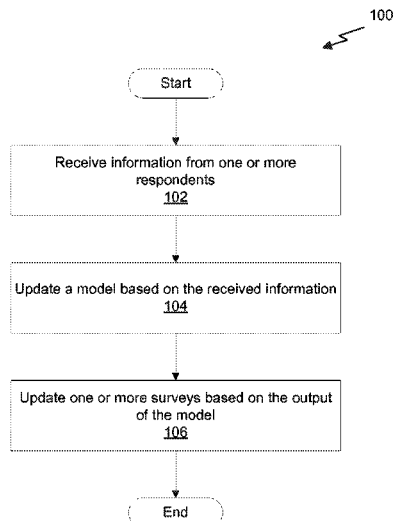 100
Start
Receive information from one or more
respondents
102
Update a model based on the received information
104
Update one or more surveys based on the output
of the model
106
End